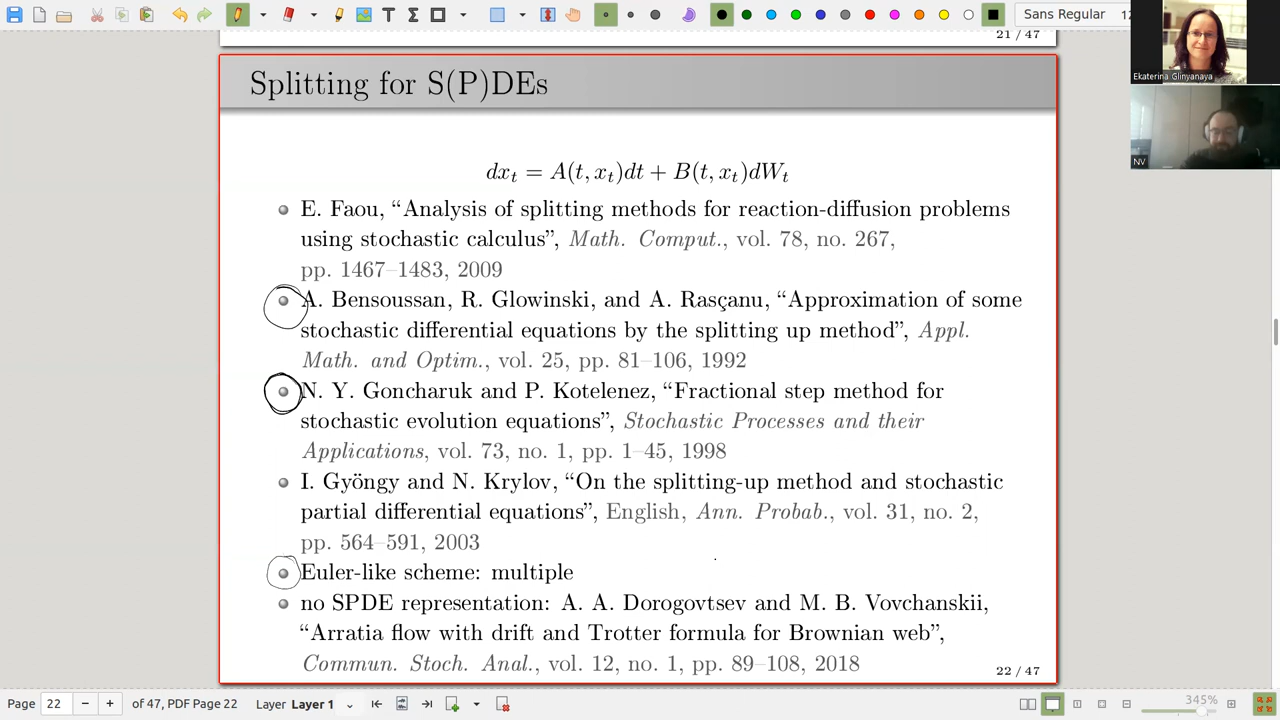 Sans Regular 12
21 / 47
Ekaterina Glinyanaya
NV
Splitting for S(P)DEs
dx_t = A(t, x_t)dt + B(t, x_t)dW_t
E. Faou, “Analysis of splitting methods for reaction-diffusion problems
using stochastic calculus”, Math. Comput., vol. 78, no. 267,
pp. 1467–1483, 2009
A. Bensoussan, R. Glowinski, and A. Rasçanu, “Approximation of some
stochastic differential equations by the splitting up method”, Appl.
Math. and Optim., vol. 25, pp. 81–106, 1992
N. Y. Goncharuk and P. Kotelenez, “Fractional step method for
stochastic evolution equations”, Stochastic Processes and their
Applications, vol. 73, no. 1, pp. 1–45, 1998
I. Gyöngy and N. Krylov, “On the splitting-up method and stochastic
partial differential equations”, English, Ann. Probab., vol. 31, no. 2,
pp. 564–591, 2003
Euler-like scheme: multiple
no SPDE representation: A. A. Dorogovtsev and M. B. Vovchanskii,
“Arratia flow with drift and Trotter formula for Brownian web”,
Commun. Stoch. Anal., vol. 12, no. 1, pp. 89–108, 2018
22 / 47
Page 22 of 47, PDF Page 22 Layer Layer 1 345%